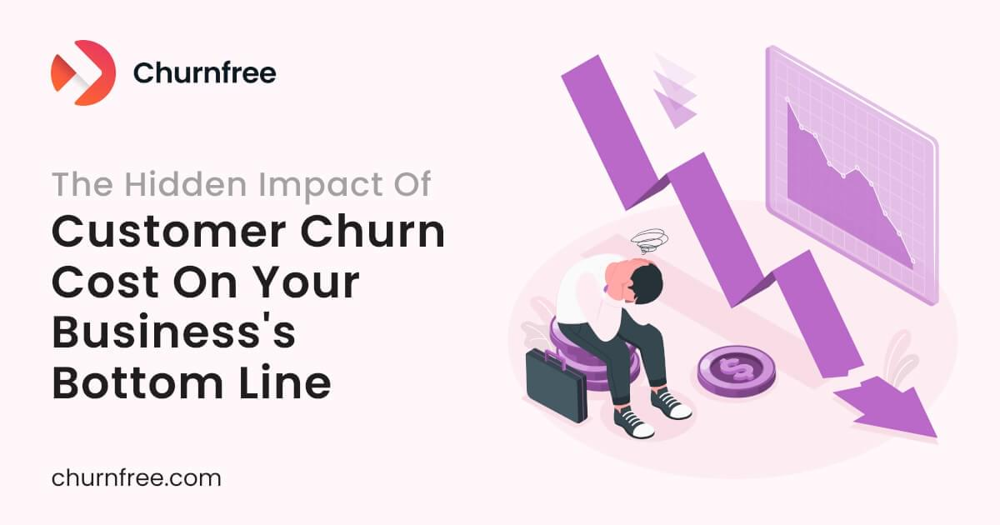 Churnfree
The Hidden Impact Of
Customer Churn
Cost On Your
Business's
Bottom Line
churnfree.com
$